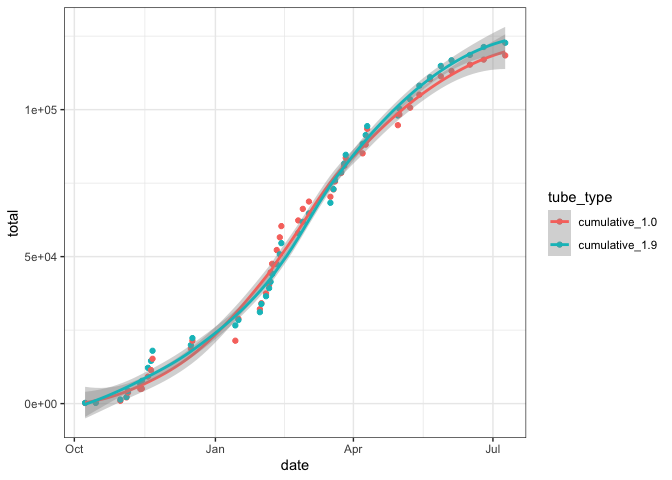 1e+05
5e+04
0e+00
total
Oct
Jan
Apr
Jul
date
tube_type
cumulative_1.0
cumulative_1.9